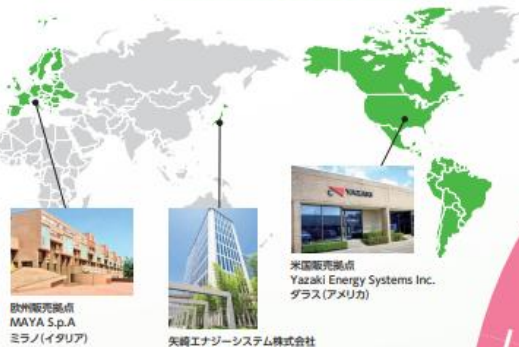 YAZAKI
欧州販売拠点
MAYA S.p.A
ミラノ(イタリア)
矢崎エナジーシステム株式会社
米国販売拠点
Yazaki Energy Systems Inc.
ダラス(アメリカ)